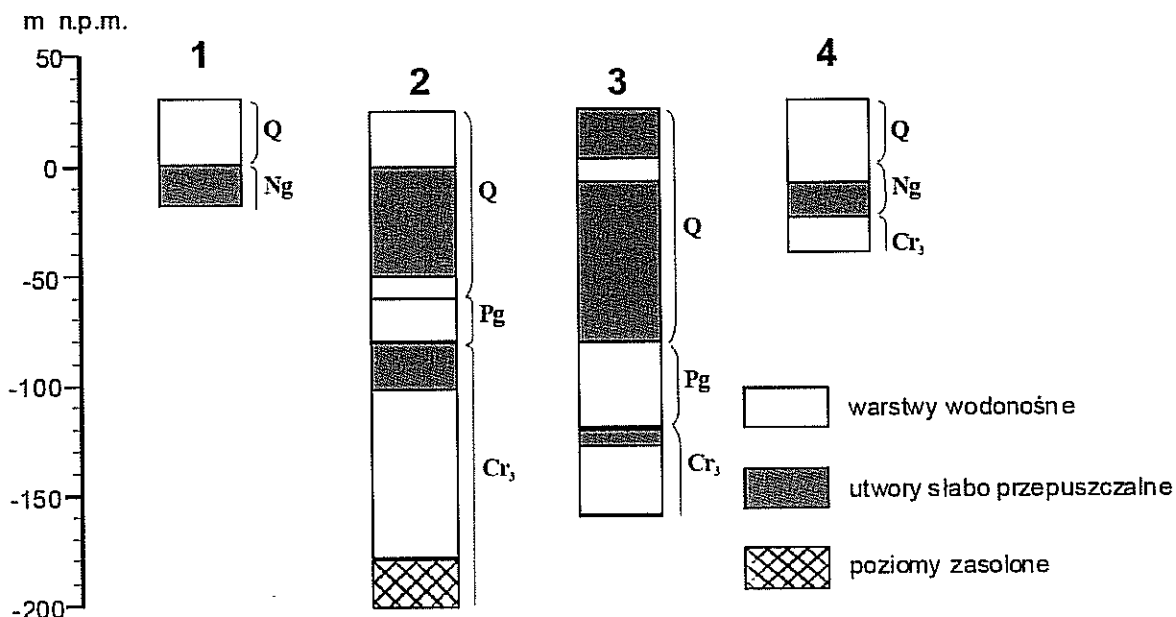 m n.p.m.
50
0
-50
-100
-150
-200
1
Q
Ng
2
Q
Pg
Cr₃
3
Q
Pg
Cr₃
4
Q
Ng
Cr₃
warstwy wodonośne
utwory słabo przepuszczalne
poziomy zasolone